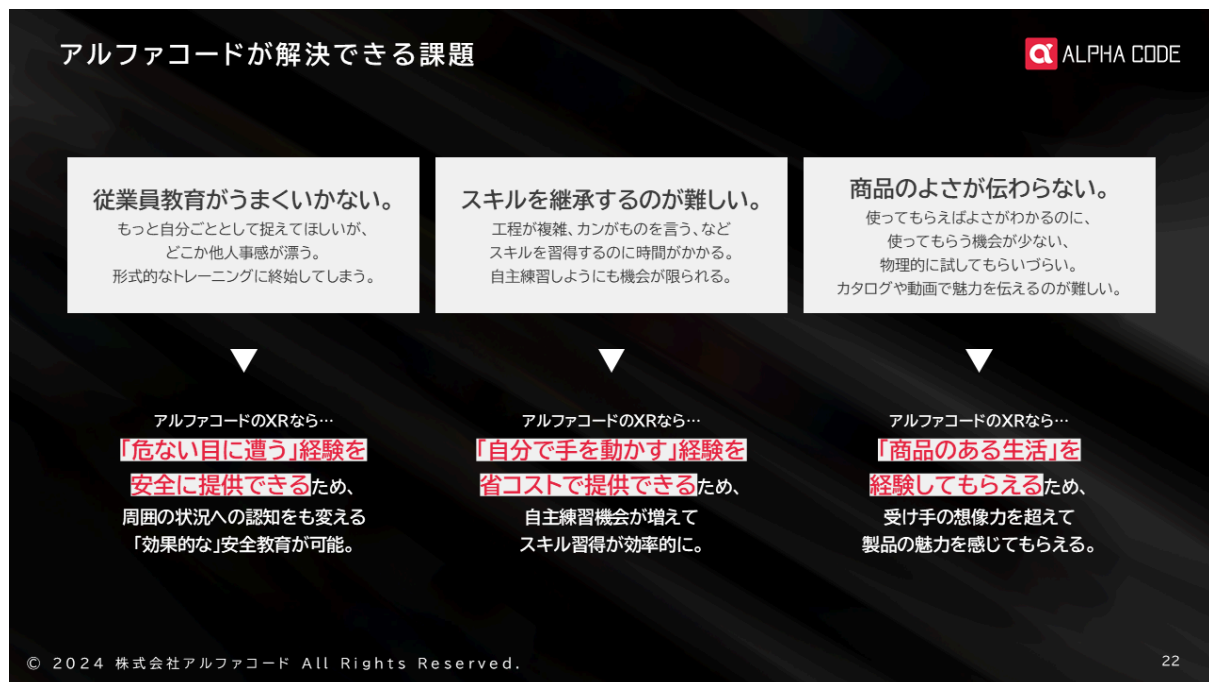 アルファコードが解決できる課題
ALPHA CODE
従業員教育がうまくいかない。
もっと自分ごととして捉えてほしいが、
どこか他人事感が漂う。
形式的なトレーニングに終始してしまう。
スキルを継承するのが難しい。
工程が複雑、カンがものを言う、など
スキルを習得するのに時間がかかる。
自主練習しようにも機会が限られる。
商品のよさが伝わらない。
使ってもらえばよさがわかるのに、
使ってもらう機会が少ない、
物理的に試してもらいづらい。
カタログや動画で魅力を伝えるのが難しい。
アルファコードのXRなら…
「危ない目に遭う」経験を
安全に提供できるため、
周囲の状況への認知をも変える
「効果的な」安全教育が可能。
アルファコードのXRなら…
「自分で手を動かす」経験を
省コストで提供できるため、
自主練習機会が増えて
スキル習得が効率的に。
アルファコードのXRなら…
「商品のある生活」を
経験してもらえるため、
受け手の想像力を超えて
製品の魅力を感じてもらえる。
© 2024 株式会社アルファコード All Rights Reserved.
22